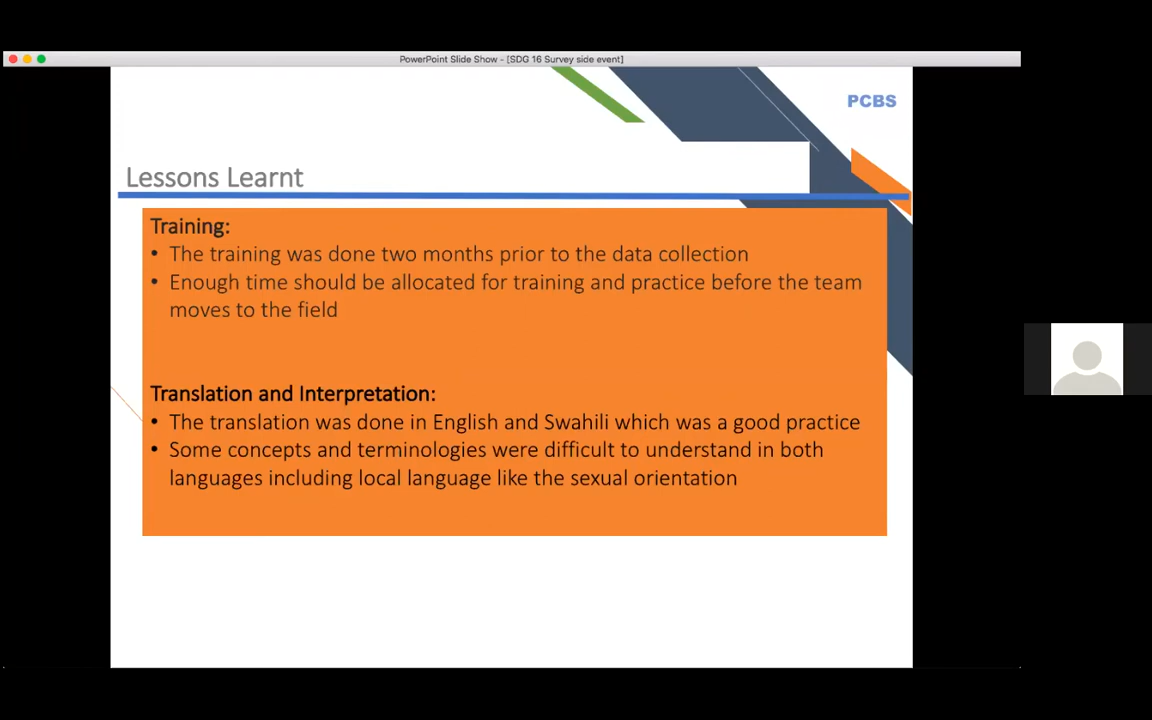 PowerPoint Slide Show - [SDG 16 Survey side event]
PCBS
Lessons Learnt
Training:
• The training was done two months prior to the data collection
• Enough time should be allocated for training and practice before the team
moves to the field
Translation and Interpretation:
• The translation was done in English and Swahili which was a good practice
• Some concepts and terminologies were difficult to understand in both
languages including local language like the sexual orientation